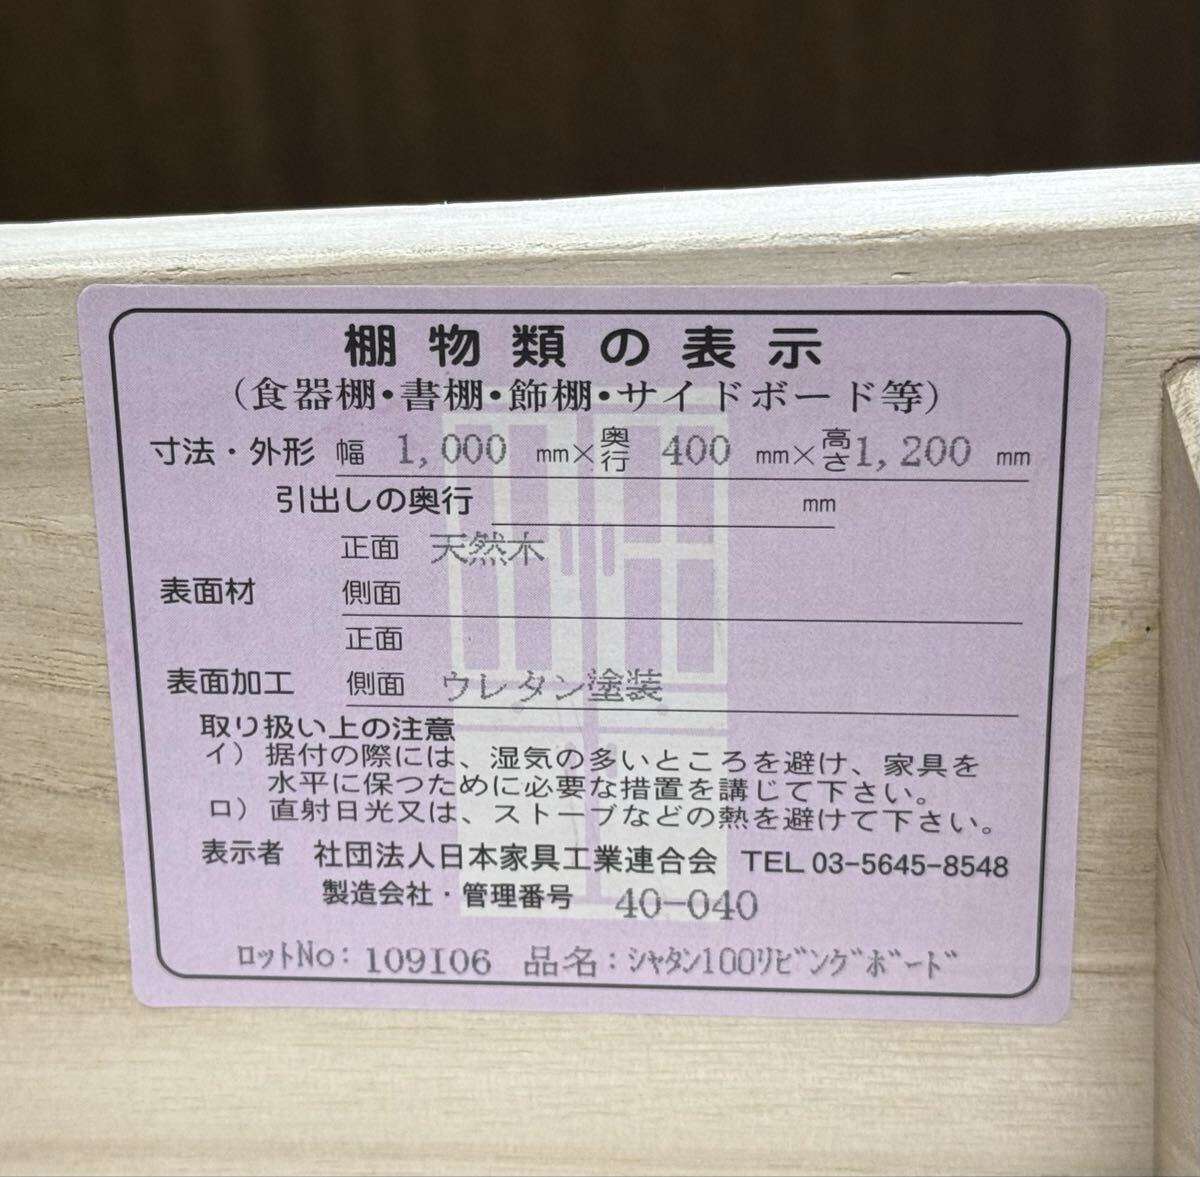 棚物類の表示
(食器棚・書棚・飾棚・サイドボード等)
寸法・外形 幅 1,000 mm×奥行 400 mm×高さ1,200 mm
引出しの奥行 mm
正面 天然木
表面材 側面
正面
表面加工 側面 ウレタン塗装
取り扱い上の注意
イ) 据付の際には、湿気の多いところを避け、家具を
水平に保つために必要な措置を講じて下さい。
ロ) 直射日光又は、ストーブなどの熱を避けて下さい。
表示者 社団法人日本家具工業連合会 TEL 03-5645-8548
製造会社・管理番号 40-040
ロットNo: 109I06 品名:ｼｬﾀﾝ100ﾘﾋﾞﾝｸﾞﾎﾞｰﾄﾞ